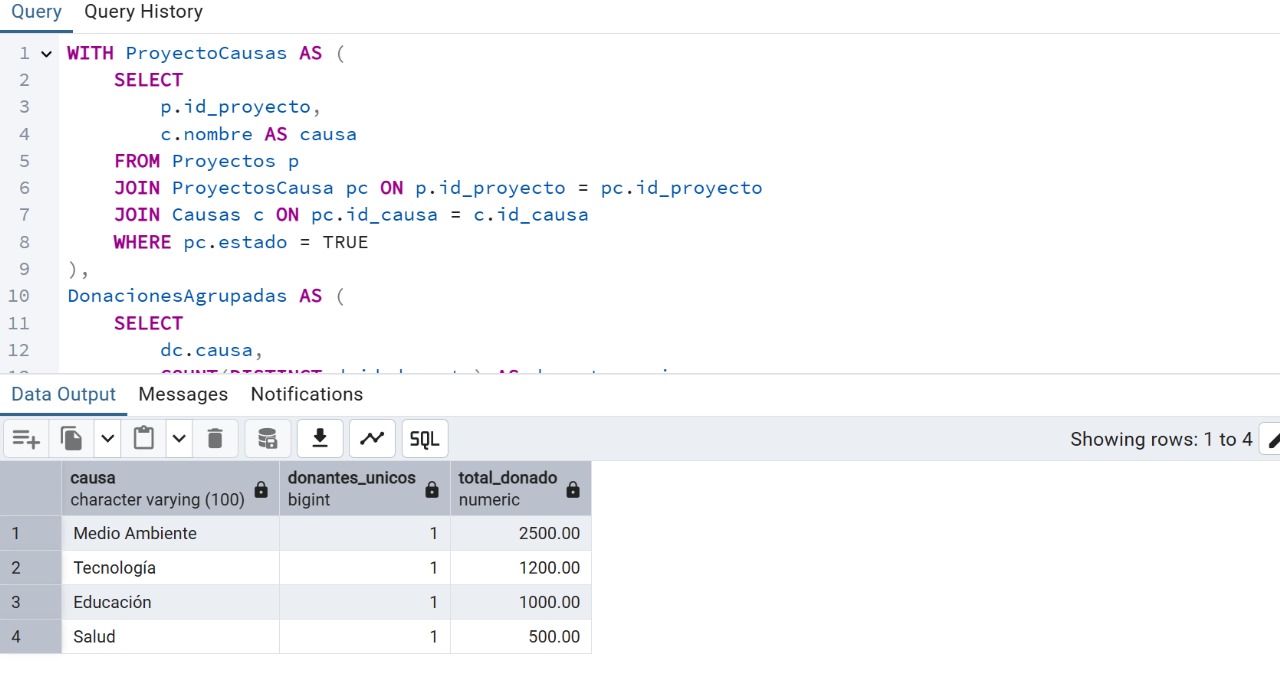 Query Query History
1 WITH ProyectoCausas AS (
2 SELECT
3 p.id_proyecto,
4 c.nombre AS causa
5 FROM Proyectos p
6 JOIN ProyectosCausa pc ON p.id_proyecto = pc.id_proyecto
7 JOIN Causas c ON pc.id_causa = c.id_causa
8 WHERE pc.estado = TRUE
9 ),
10 DonacionesAgrupadas AS (
11 SELECT
12 dc.causa,
COUNT(DISTINCT AS
Data Output Messages Notifications
SQL Showing rows: 1 to 4
causa donantes_unicos total_donado
character varying (100) bigint numeric
1 Medio Ambiente 1 2500.00
2 Tecnología 1 1200.00
3 Educación 1 1000.00
4 Salud 1 500.00